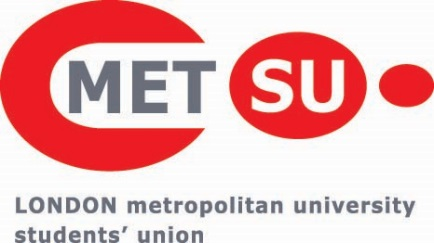 MET SU
LONDON metropolitan university
students' union